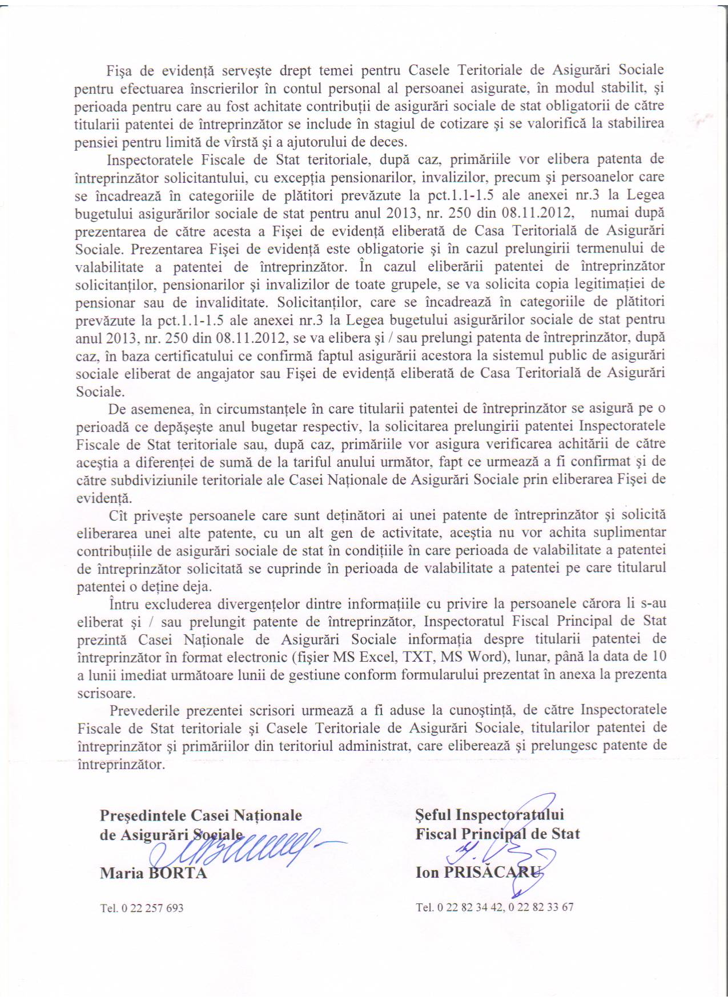 Fişa de evidenţă serveşte drept temei pentru Casele Teritoriale de Asigurări Sociale
pentru efectuarea înscrierilor în contul personal al persoanei asigurate, în modul stabilit, şi
perioada pentru care au fost achitate contribuţii de asigurări sociale de stat obligatorii de către
titularii patentei de întreprinzător se include în stagiul de cotizare şi se valorifică la stabilirea
pensiei pentru limită de vîrstă şi a ajutorului de deces.
Inspectoratele Fiscale de Stat teritoriale, după caz, primăriile vor elibera patenta de
întreprinzător solicitantului, cu excepţia pensionarilor, invalizilor, precum şi persoanelor care
se încadrează în categoriile de plătitori prevăzute la pct.1.1-1.5 ale anexei nr.3 la Legea
bugetului asigurărilor sociale de stat pentru anul 2013, nr. 250 din 08.11.2012, numai după
prezentarea de către acesta a Fişei de evidenţă eliberată de Casa Teritorială de Asigurări
Sociale. Prezentarea Fişei de evidenţă este obligatorie şi în cazul prelungirii termenului de
valabilitate a patentei de întreprinzător. În cazul eliberării patentei de întreprinzător
solicitanţilor, pensionarilor şi invalizilor de toate grupele, se va solicita copia legitimaţiei de
pensionar sau de invaliditate. Solicitanţilor, care se încadrează în categoriile de plătitori
prevăzute la pct.1.1-1.5 ale anexei nr.3 la Legea bugetului asigurărilor sociale de stat pentru
anul 2013, nr. 250 din 08.11.2012, se va elibera şi / sau prelungi patenta de întreprinzător, după
caz, în baza certificatului ce confirmă faptul asigurării acestora la sistemul public de asigurări
sociale eliberat de angajator sau Fişei de evidenţă eliberată de Casa Teritorială de Asigurări
Sociale.
De asemenea, în circumstanţele în care titularii patentei de întreprinzător se asigură pe o
perioadă ce depăşeşte anul bugetar respectiv, la solicitarea prelungirii patentei Inspectoratele
Fiscale de Stat teritoriale sau, după caz, primăriile vor asigura verificarea achitării de către
aceştia a diferenţei de sumă de la tariful anului următor, fapt ce urmează a fi confirmat şi de
către subdiviziunile teritoriale ale Casei Naţionale de Asigurări Sociale prin eliberarea Fişei de
evidenţă.
Cît priveşte persoanele care sunt deţinători ai unei patente de întreprinzător şi solicită
eliberarea unei alte patente, cu un alt gen de activitate, aceştia nu vor achita suplimentar
contribuţiile de asigurări sociale de stat în condiţiile în care perioada de valabilitate a patentei
de întreprinzător solicitată se cuprinde în perioada de valabilitate a patentei pe care titularul
patentei o deţine deja.
Întru excluderea divergenţelor dintre informaţiile cu privire la persoanele cărora li s-au
eliberat şi / sau prelungit patente de întreprinzător, Inspectoratul Fiscal Principal de Stat
prezintă Casei Naţionale de Asigurări Sociale informaţia despre titularii patentei de
întreprinzător în format electronic (fişier MS Excel, TXT, MS Word), lunar, până la data de 10
a lunii imediat următoare lunii de gestiune conform formularului prezentat în anexa la prezenta
scrisoare.
Prevederile prezentei scrisori urmează a fi aduse la cunoştinţă, de către Inspectoratele
Fiscale de Stat teritoriale şi Casele Teritoriale de Asigurări Sociale, titularilor patentei de
întreprinzător şi primăriilor din teritoriul administrat, care eliberează şi prelungesc patente de
întreprinzător.
Preşedintele Casei Naţionale
de Asigurări Sociale
Maria BORTA
Tel. 0 22 257 693
Şeful Inspectoratului
Fiscal Principal de Stat
Ion PRISĂCARU
Tel. 0 22 82 34 42, 0 22 82 33 67